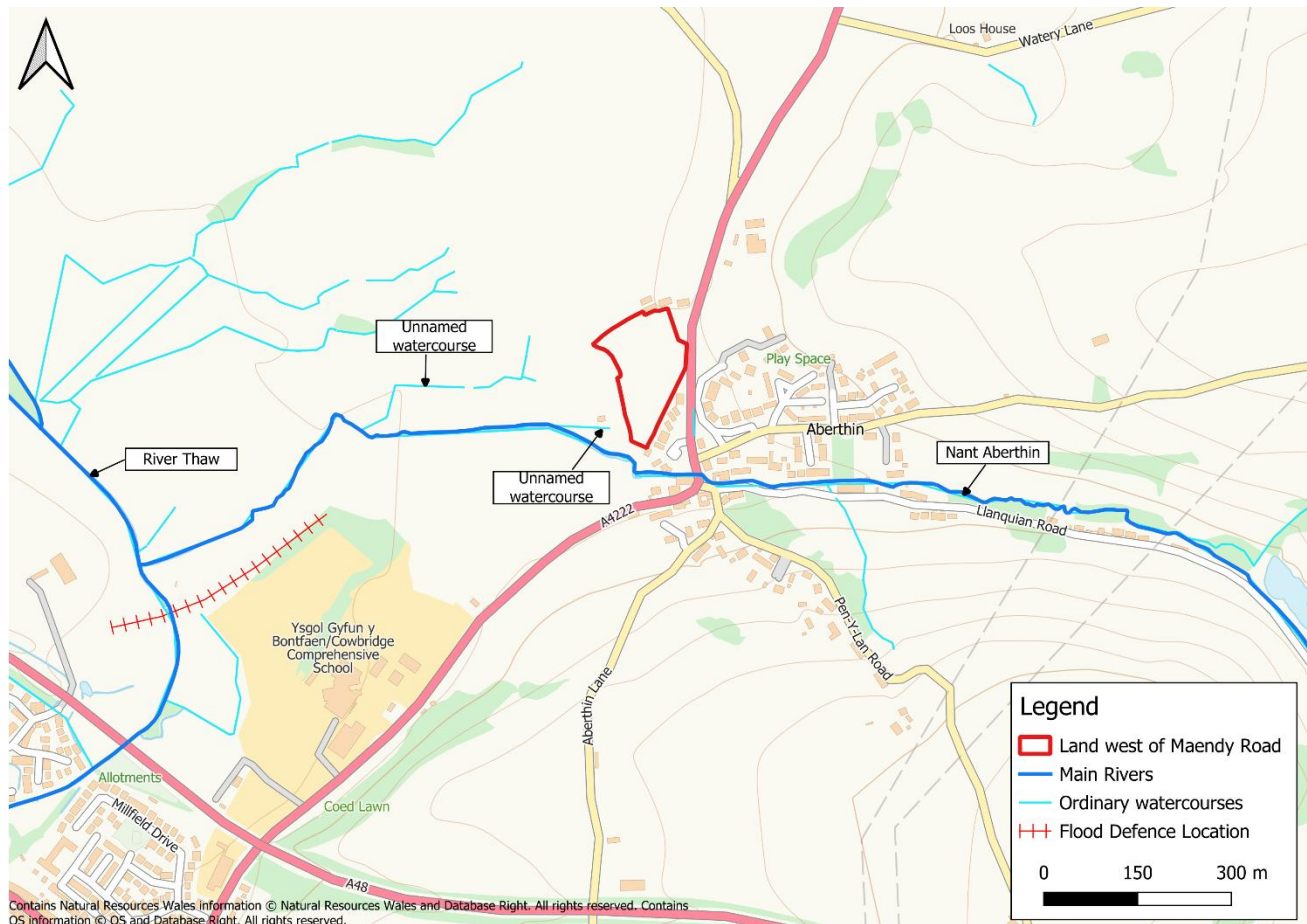 Loos House
Watery Lane
Unnamed
watercourse
Play Space
Aberthin
River Thaw
Unnamed
watercourse
Nant Aberthin
A4222
Llanquian Road
Ysgol Gyfun y
Bontfaen/Cowbridge
Comprehensive
School
Pen-Y-Lan Road
Aberthin Lane
Allotments
Millfield Drive
Coed Lawn
A48
Legend
Land west of Maendy Road
Main Rivers
Ordinary watercourses
Flood Defence Location
0 150 300 m
Contains Natural Resources Wales information © Natural Resources Wales and Database Right. All rights reserved. Contains
OS information © OS and Database Right. All rights reserved.